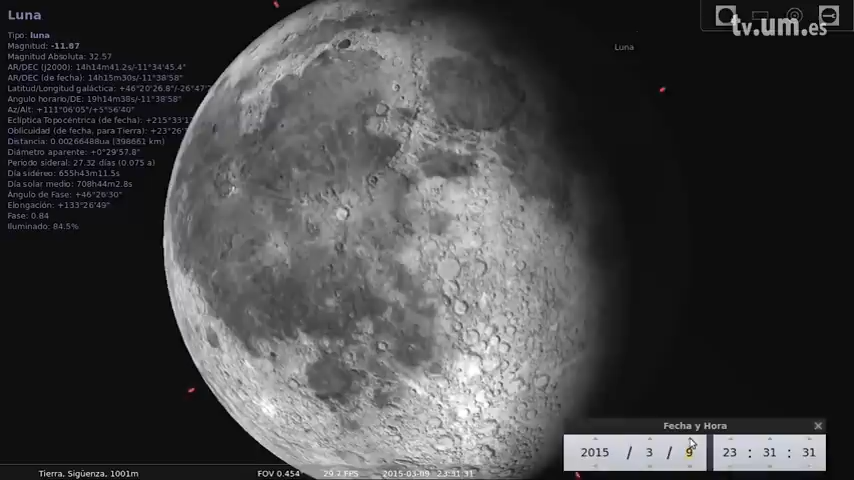 Luna
Tipo: luna
Magnitud: -11.87
Magnitud Absoluta: 32.57
AR/DEC (J2000): 14h14m41.2s/-11°34'45.4"
AR/DEC (de fecha): 14h15m30s/-11°38'58"
Latitud/Longitud galáctica: +46°20'26.8"/-26°47'
Ángulo horario/DE: 19h14m38s/-11°38'58"
Az/Alt: +111°06'05"/+5°56'40"
Eclíptica Topocéntrica (de fecha): +215°33'
Oblicuidad (de fecha, para Tierra): +23°26'
Distancia: 0.00266488ua (398661 km)
Diámetro aparente: +0°29'57.8"
Periodo sideral: 27.32 días (0.075 a)
Día sidéreo: 655h43m11.5s
Día solar medio: 708h44m2.8s
Ángulo de Fase: +46°26'30"
Elongación: +133°26'49"
Fase: 0.84
Iluminado: 84.5%
tv.um.es
Luna
Fecha y Hora
2015 / 3 / 9 23 : 31 : 31
Tierra, Sigüenza, 1001m FOV 0.454° 29.7 FPS 2015-03-09 23:31:31